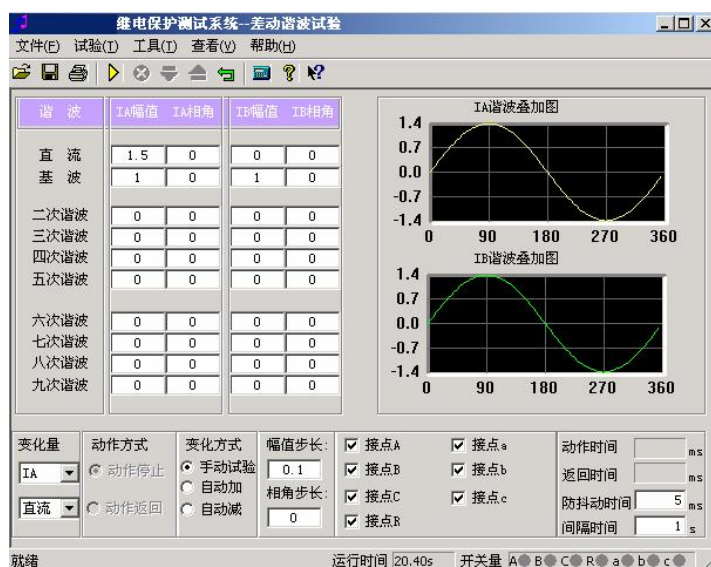 继电保护测试系统--差动谐波试验
文件(F) 试验(T) 工具(T) 查看(V) 帮助(H)
谐 波 IA幅值 IA相角 IB幅值 IB相角
直 流 1.5 0 0 0
基 波 1 0 1 0
二次谐波 0 0 0 0
三次谐波 0 0 0 0
四次谐波 0 0 0 0
五次谐波 0 0 0 0
六次谐波 0 0 0 0
七次谐波 0 0 0 0
八次谐波 0 0 0 0
九次谐波 0 0 0 0
IA谐波叠加图
1.4
0.7
0.0
-0.7
-1.4
0 90 180 270 360
IB谐波叠加图
1.4
0.7
0.0
-0.7
-1.4
0 90 180 270 360
变化量
IA
直流
动作方式
动作停止
动作返回
变化方式
手动试验
自动加
自动减
幅值步长:
0.1
相角步长:
0
接点A 接点a
接点B 接点b
接点C 接点c
接点R
动作时间 ms
返回时间 ms
防抖动时间 5 ms
间隔时间 1 s
就绪 运行时间 20.40s 开关量 A B C R a b c